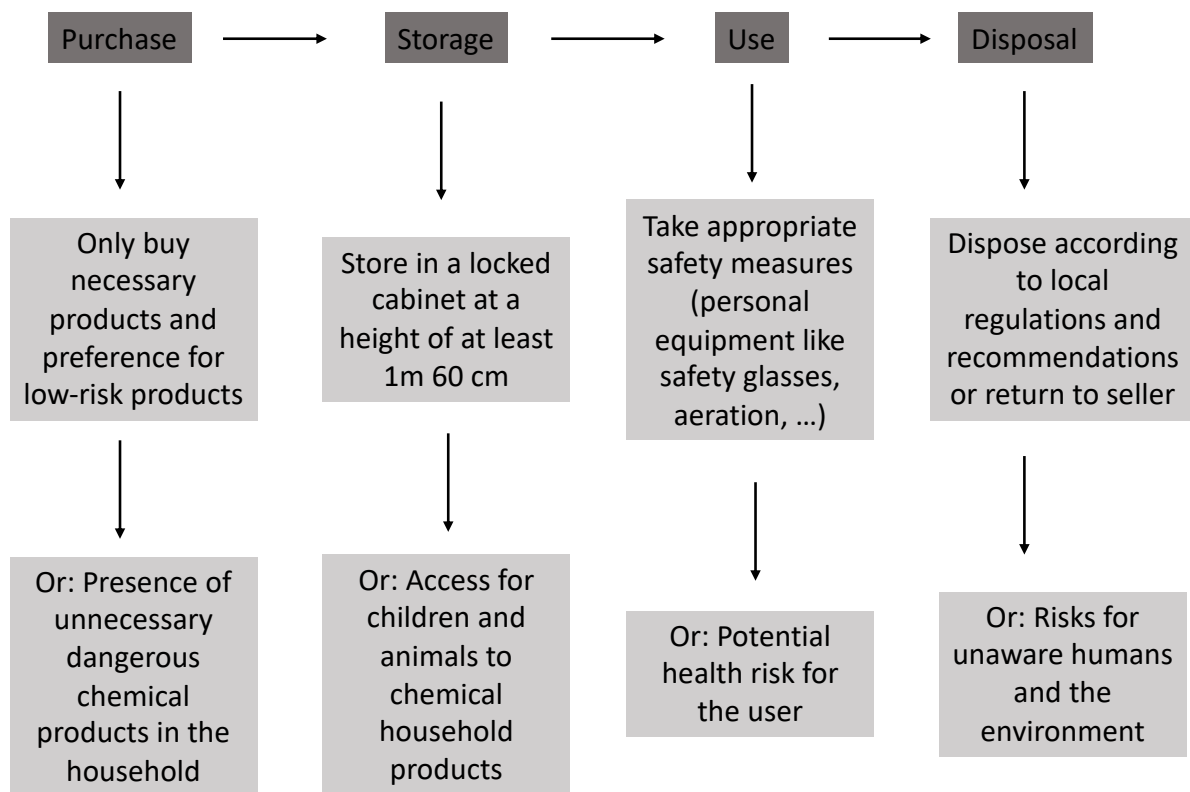 Purchase
Storage
Use
Disposal
Only buy
necessary
products and
preference for
low-risk products
Store in a locked
cabinet at a
height of at least
1m 60 cm
Take appropriate
safety measures
(personal
equipment like
safety glasses,
aeration, …)
Dispose according
to local
regulations and
recommendations
or return to seller
Or: Presence of
unnecessary
dangerous
chemical
products in the
household
Or: Access for
children and
animals to
chemical
household
products
Or: Potential
health risk for
the user
Or: Risks for
unaware humans
and the
environment